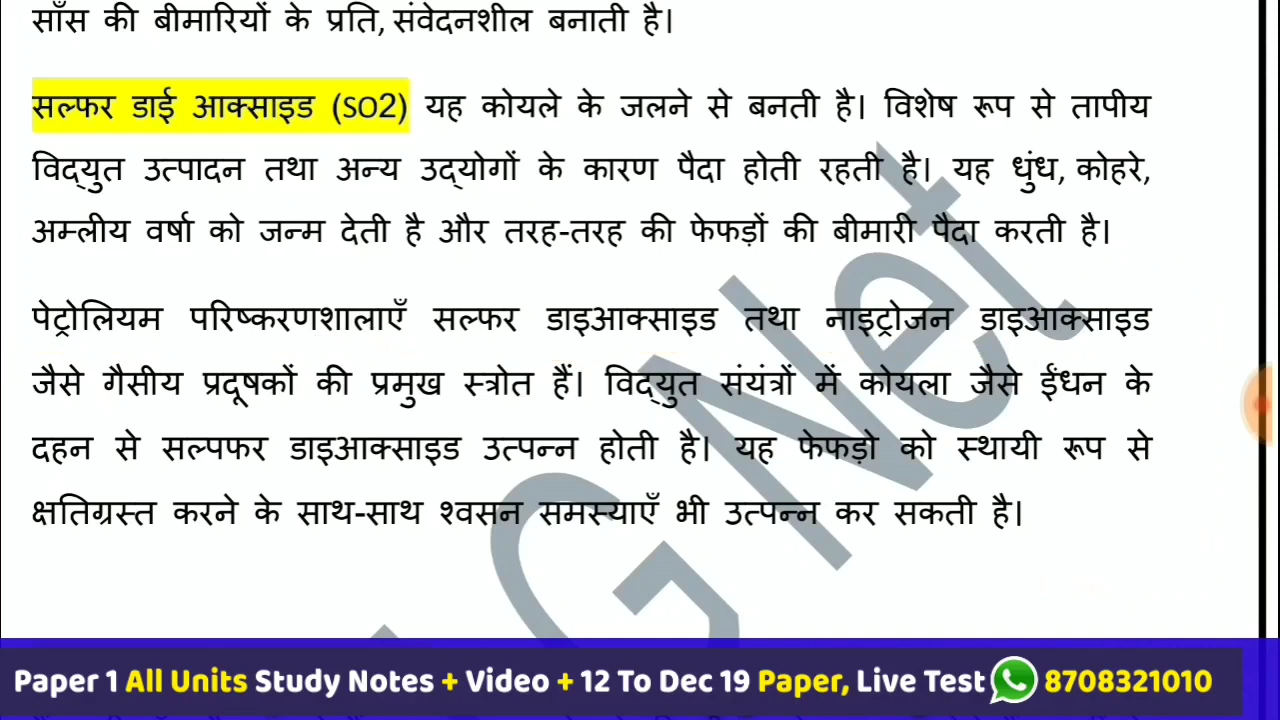 साँस की बीमारियों के प्रति, संवेदनशील बनाती है।
सल्फर डाई आक्साइड (SO2) यह कोयले के जलने से बनती है। विशेष रूप से तापीय
विद्युत उत्पादन तथा अन्य उद्योगों के कारण पैदा होती रहती है। यह धुंध, कोहरे,
अम्लीय वर्षा को जन्म देती है और तरह-तरह की फेफड़ों की बीमारी पैदा करती है।
पेट्रोलियम परिष्करणशालाएँ सल्फर डाइआक्साइड तथा नाइट्रोजन डाइआक्साइड
जैसे गैसीय प्रदूषकों की प्रमुख स्त्रोत हैं। विद्युत संयंत्रों में कोयला जैसे ईंधन के
दहन से सल्पफर डाइआक्साइड उत्पन्न होती है। यह फेफड़ो को स्थायी रूप से
क्षतिग्रस्त करने के साथ-साथ श्वसन समस्याएँ भी उत्पन्न कर सकती है।
G Net
Paper 1 All Units Study Notes + Video + 12 To Dec 19 Paper, Live Test 8708321010